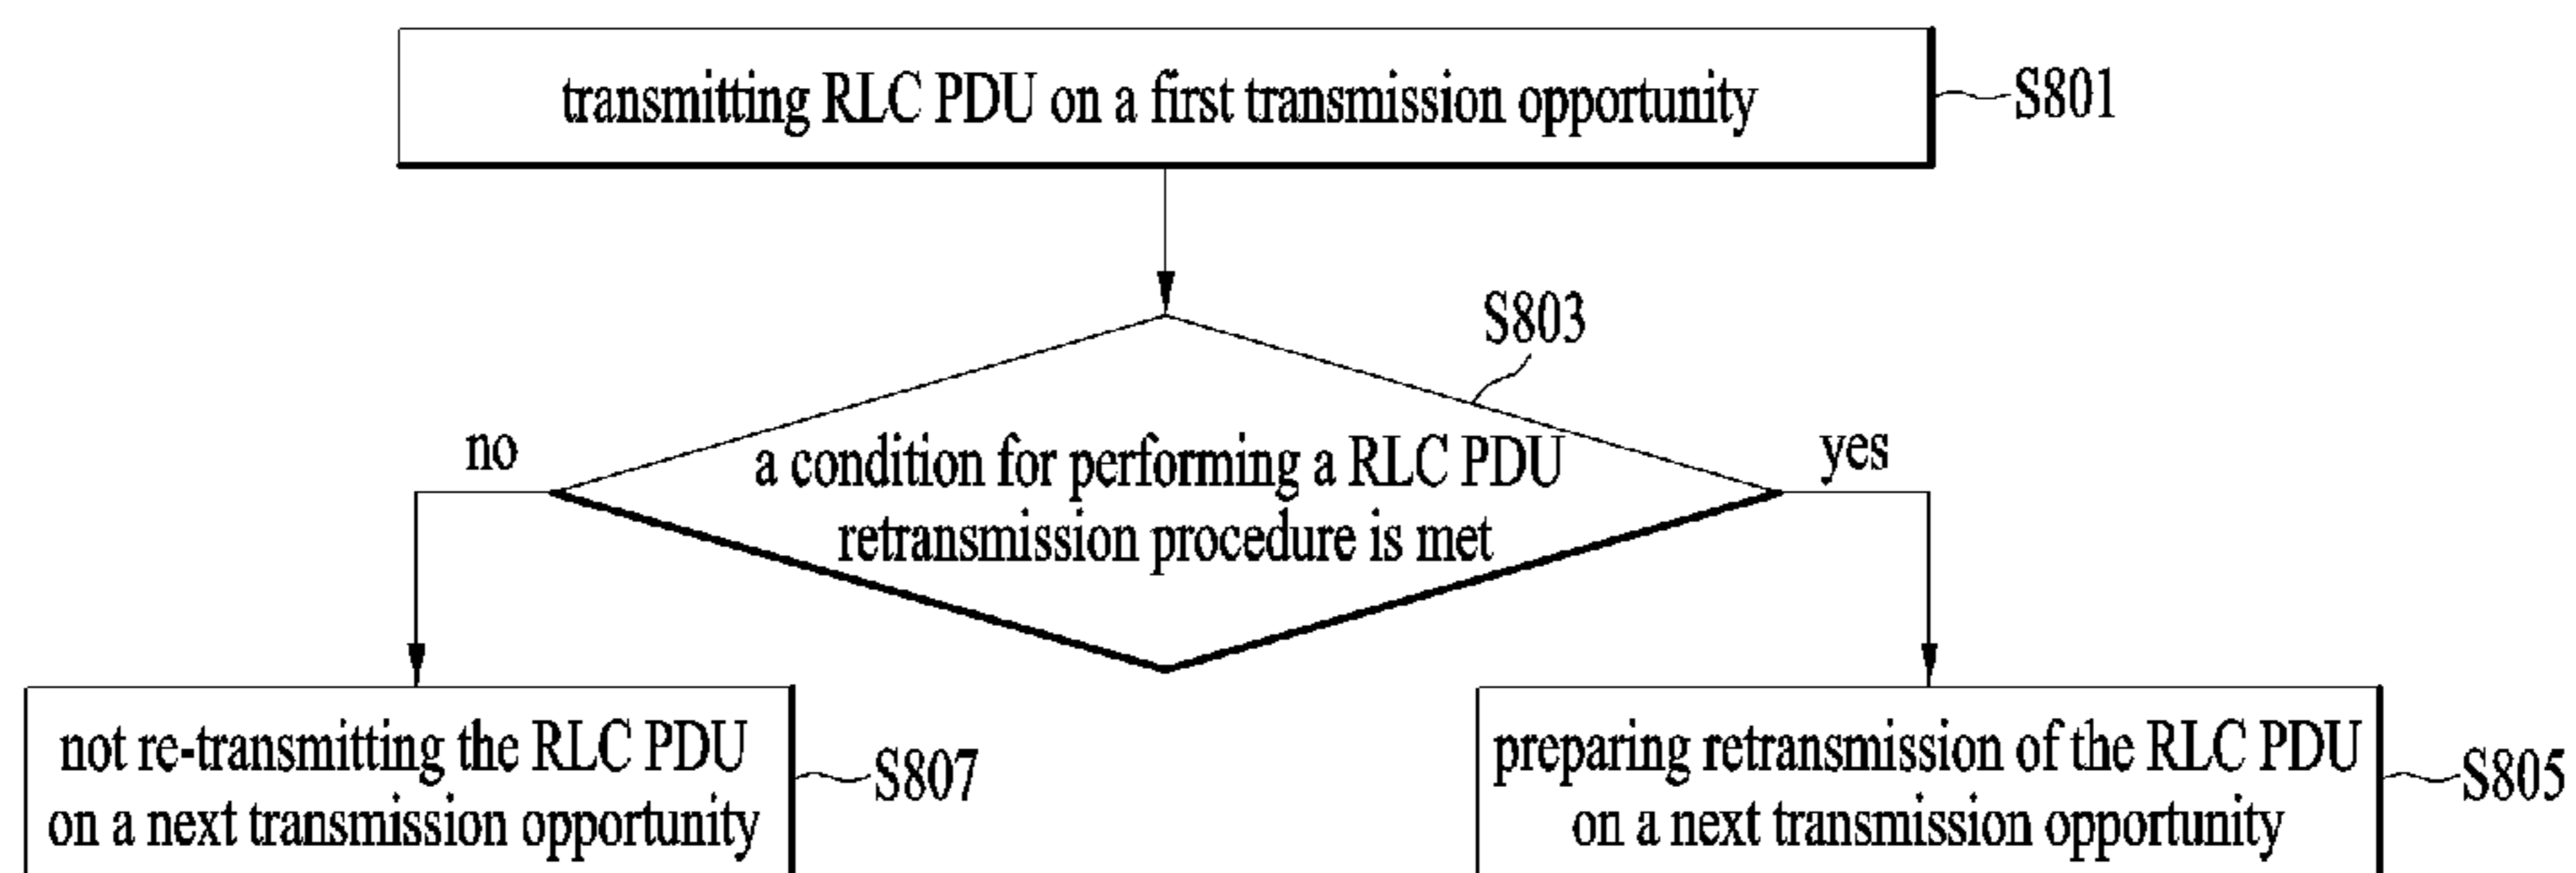 transmitting RLC PDU on a first transmission opportunity
S801
S803
no
yes
a condition for performing a RLC PDU
retransmission procedure is met
not re-transmitting the RLC PDU
on a next transmission opportunity
S807
preparing retransmission of the RLC PDU
on a next transmission opportunity
S805